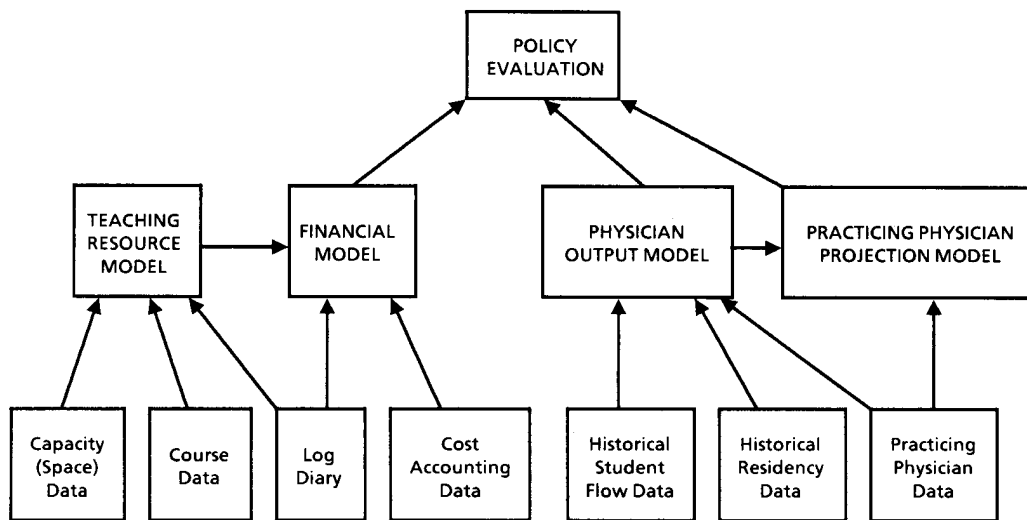 POLICY
EVALUATION
TEACHING
RESOURCE
MODEL
FINANCIAL
MODEL
PHYSICIAN
OUTPUT MODEL
PRACTICING PHYSICIAN
PROJECTION MODEL
Capacity
(Space)
Data
Course
Data
Log
Diary
Cost
Accounting
Data
Historical
Student
Flow Data
Historical
Residency
Data
Practicing
Physician
Data